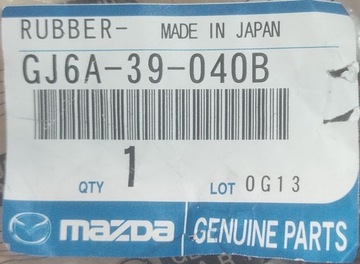 RUBBER- MADE IN JAPAN
GJ6A-39-040B
QTY 1 LOT 0G13
mazda GENUINE PARTS